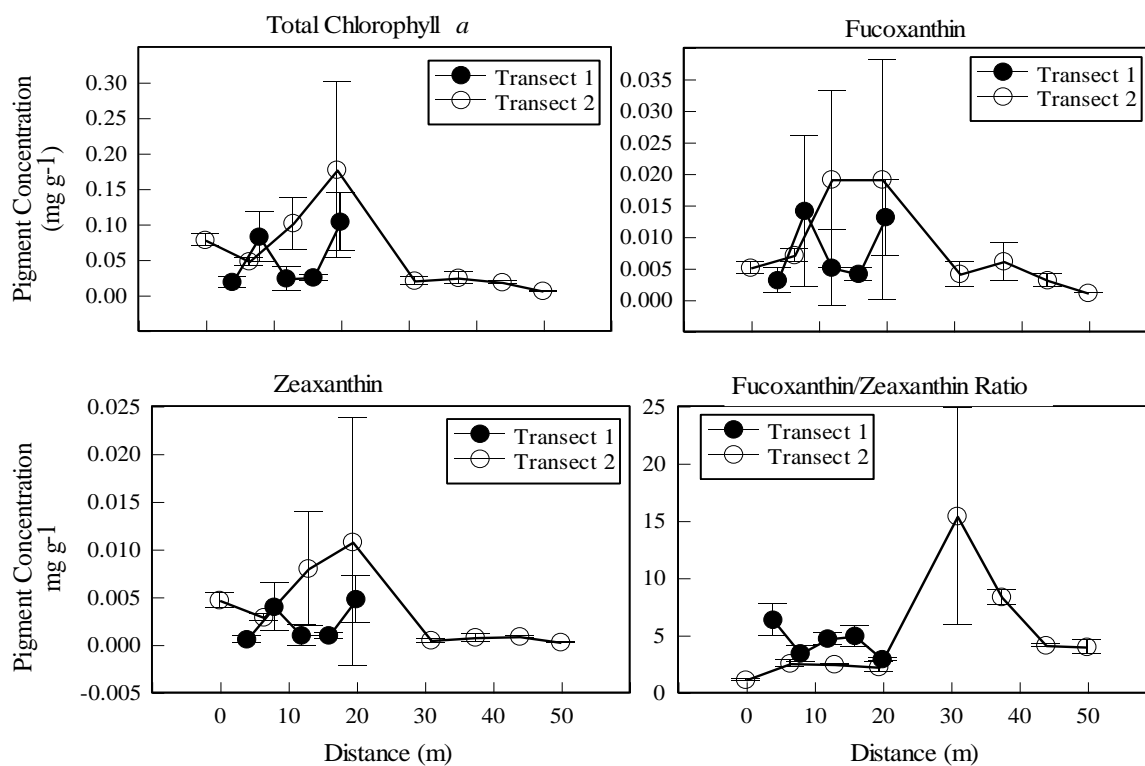 Total Chlorophyll a
Fucoxanthin
Pigment Concentration
(mg g-1)
0.30
0.25
0.20
0.15
0.10
0.05
0.00
Transect 1
Transect 2
0.035
0.030
0.025
0.020
0.015
0.010
0.005
0.000
Transect 1
Transect 2
Zeaxanthin
Fucoxanthin/Zeaxanthin Ratio
Pigment Concentration
mg g-1
0.025
0.020
0.015
0.010
0.005
0.000
-0.005
Transect 1
Transect 2
0 10 20 30 40 50
Distance (m)
25
20
15
10
5
0
Transect 1
Transect 2
0 10 20 30 40 50
Distance (m)